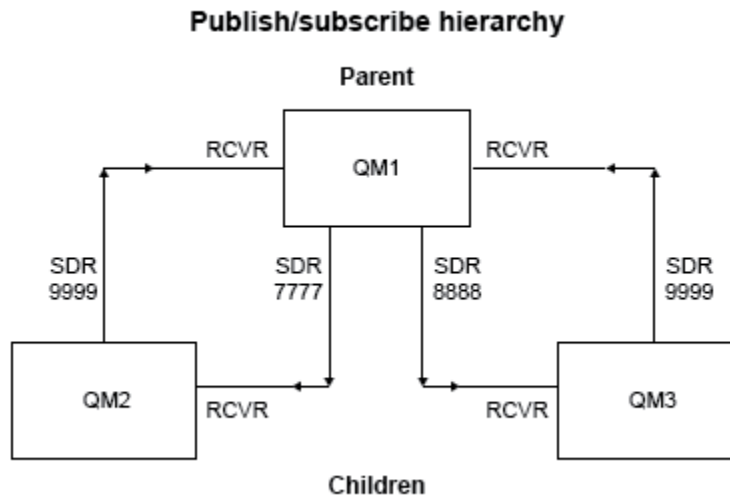 Publish/subscribe hierarchy
Parent
RCVR
QM1
RCVR
SDR
9999
SDR
7777
SDR
8888
SDR
9999
QM2
RCVR
RCVR
QM3
Children